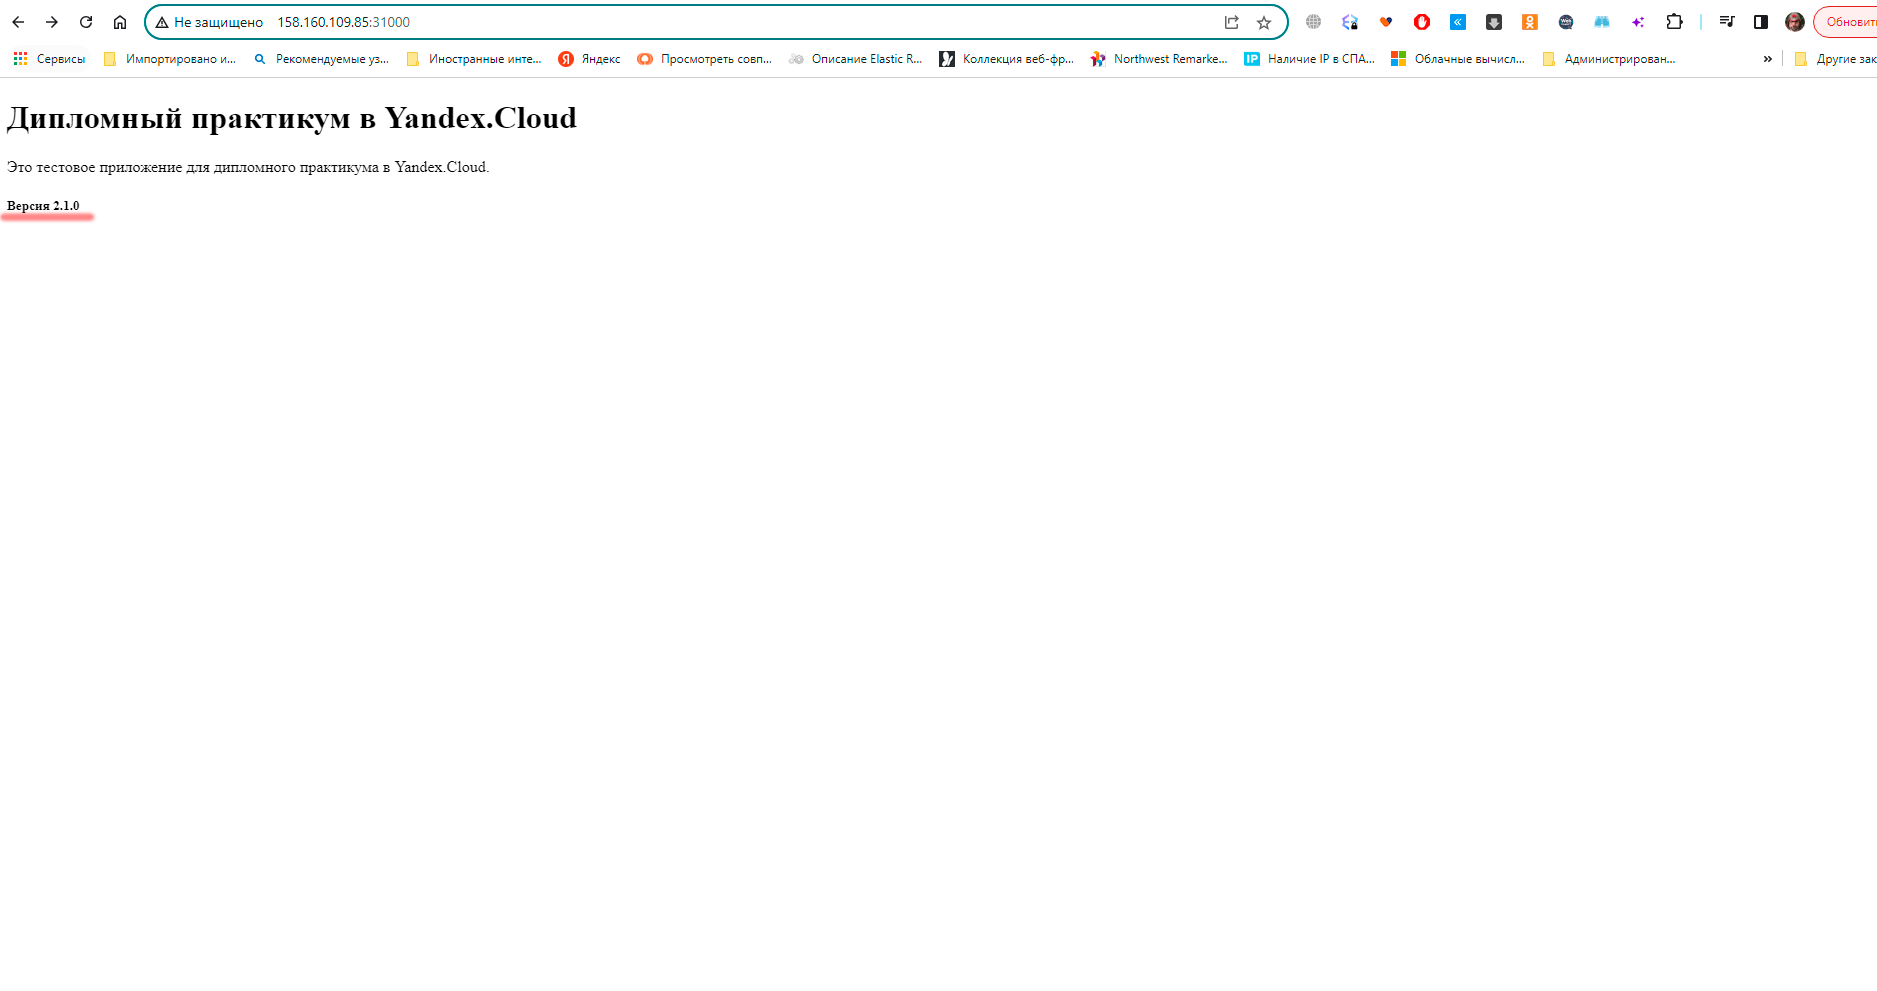 Не защищено 158.160.109.85:31000 Обновить
Сервисы Импортировано и... Рекомендуемые уз... Иностранные инте... Яндекс Просмотреть совп... Описание Elastic R... Коллекция веб-фр... Northwest Remarke... IP Наличие IP в СПА... Облачные вычисл... Администрирован... » Другие зак
Дипломный практикум в Yandex.Cloud
Это тестовое приложение для дипломного практикума в Yandex.Cloud.
Версия 2.1.0